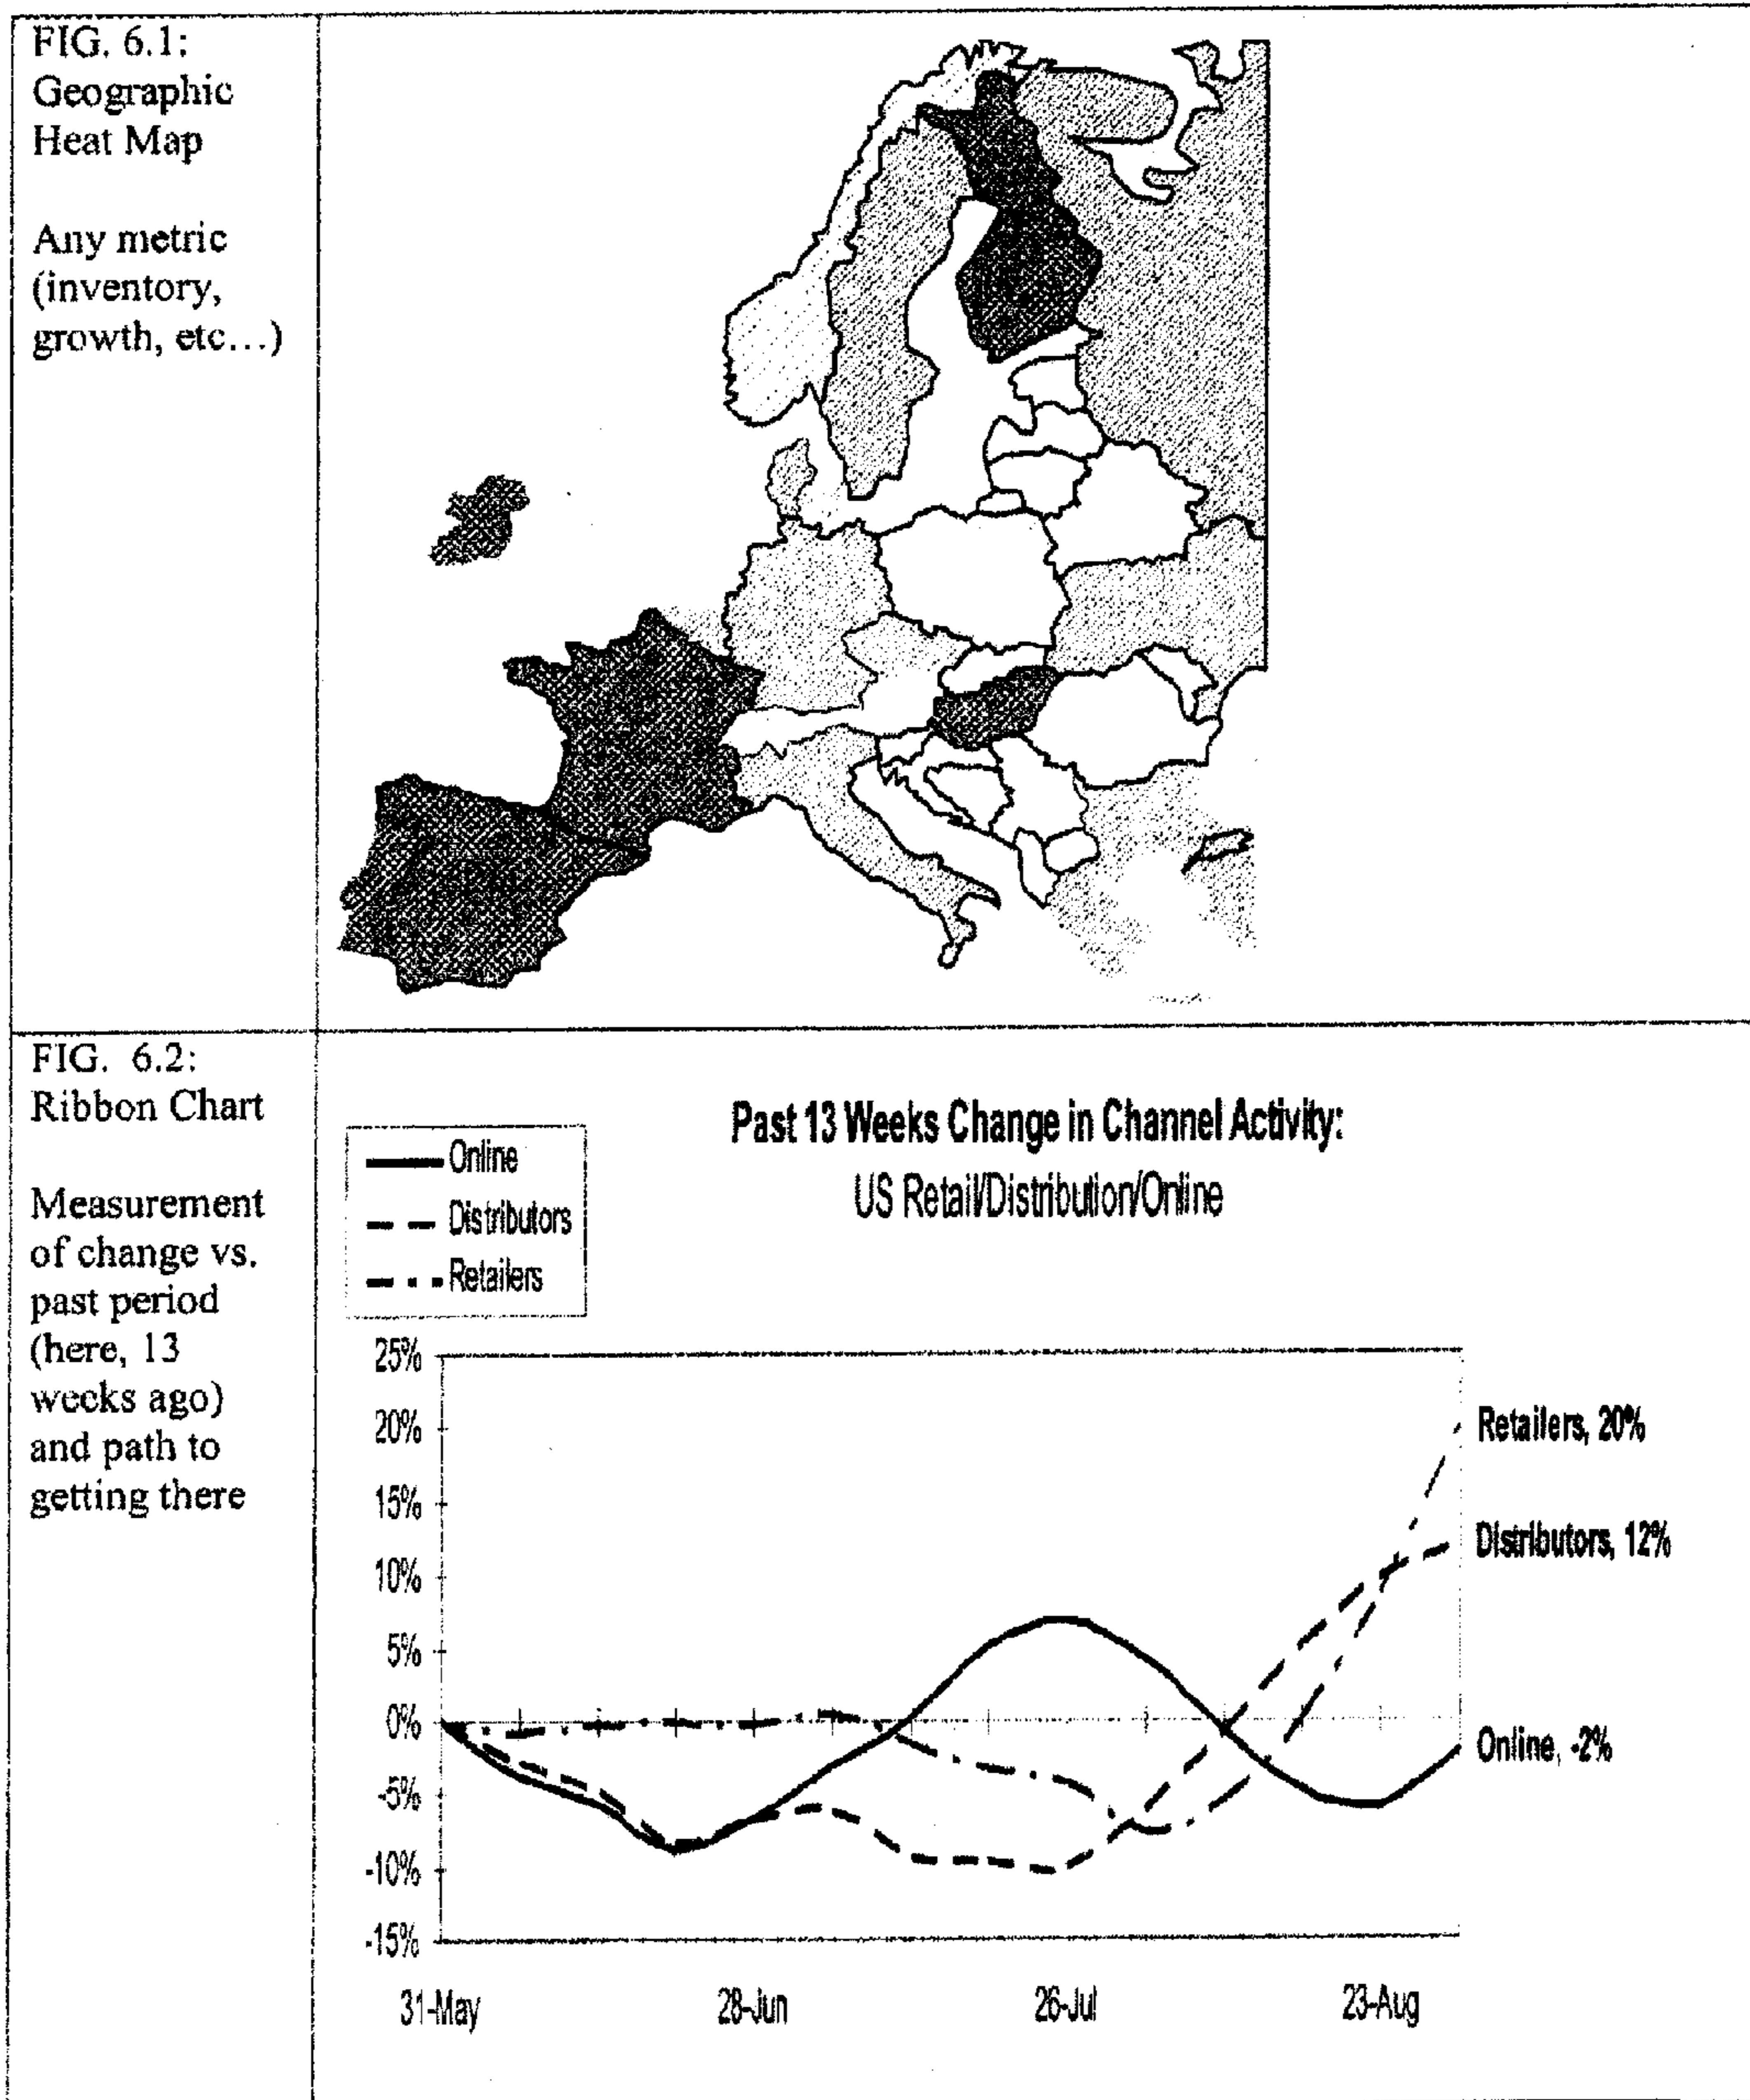 FIG. 6.1:
Geographic
Heat Map
Any metric
(inventory,
growth, etc...)
FIG. 6.2:
Ribbon Chart
Measurement
of change vs.
past period
(here, 13
weeks ago)
and path to
getting there
Past 13 Weeks Change in Channel Activity:
US Retail/Distribution/Online
Online
Distributors
Retailers
25%
20%
15%
10%
5%
0%
-5%
-10%
-15%
Retailers, 20%
Distributors, 12%
Online, -2%
31-May
28-Jun
26-Jul
23-Aug